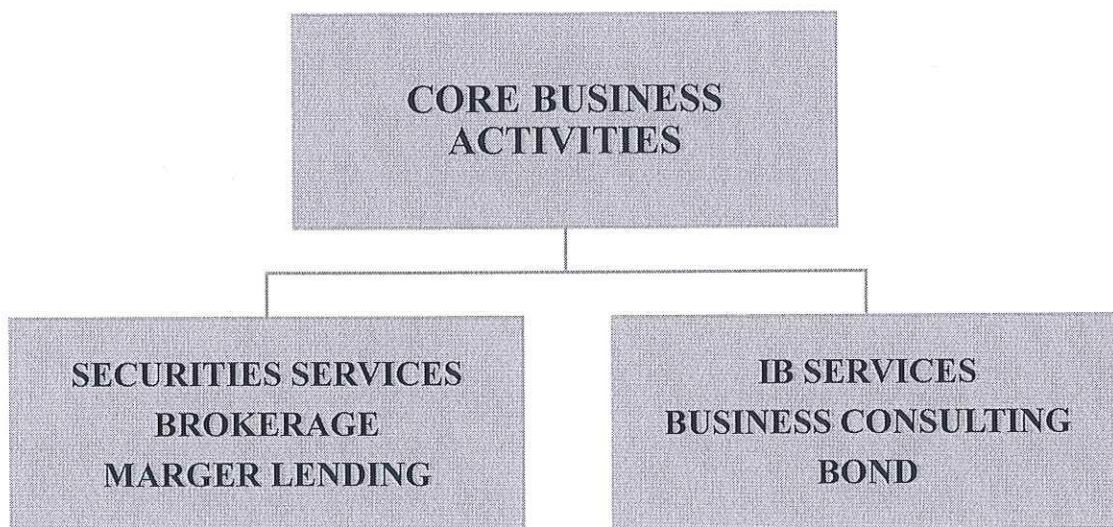 CORE BUSINESS
ACTIVITIES
SECURITIES SERVICES
BROKERAGE
MARGER LENDING
IB SERVICES
BUSINESS CONSULTING
BOND